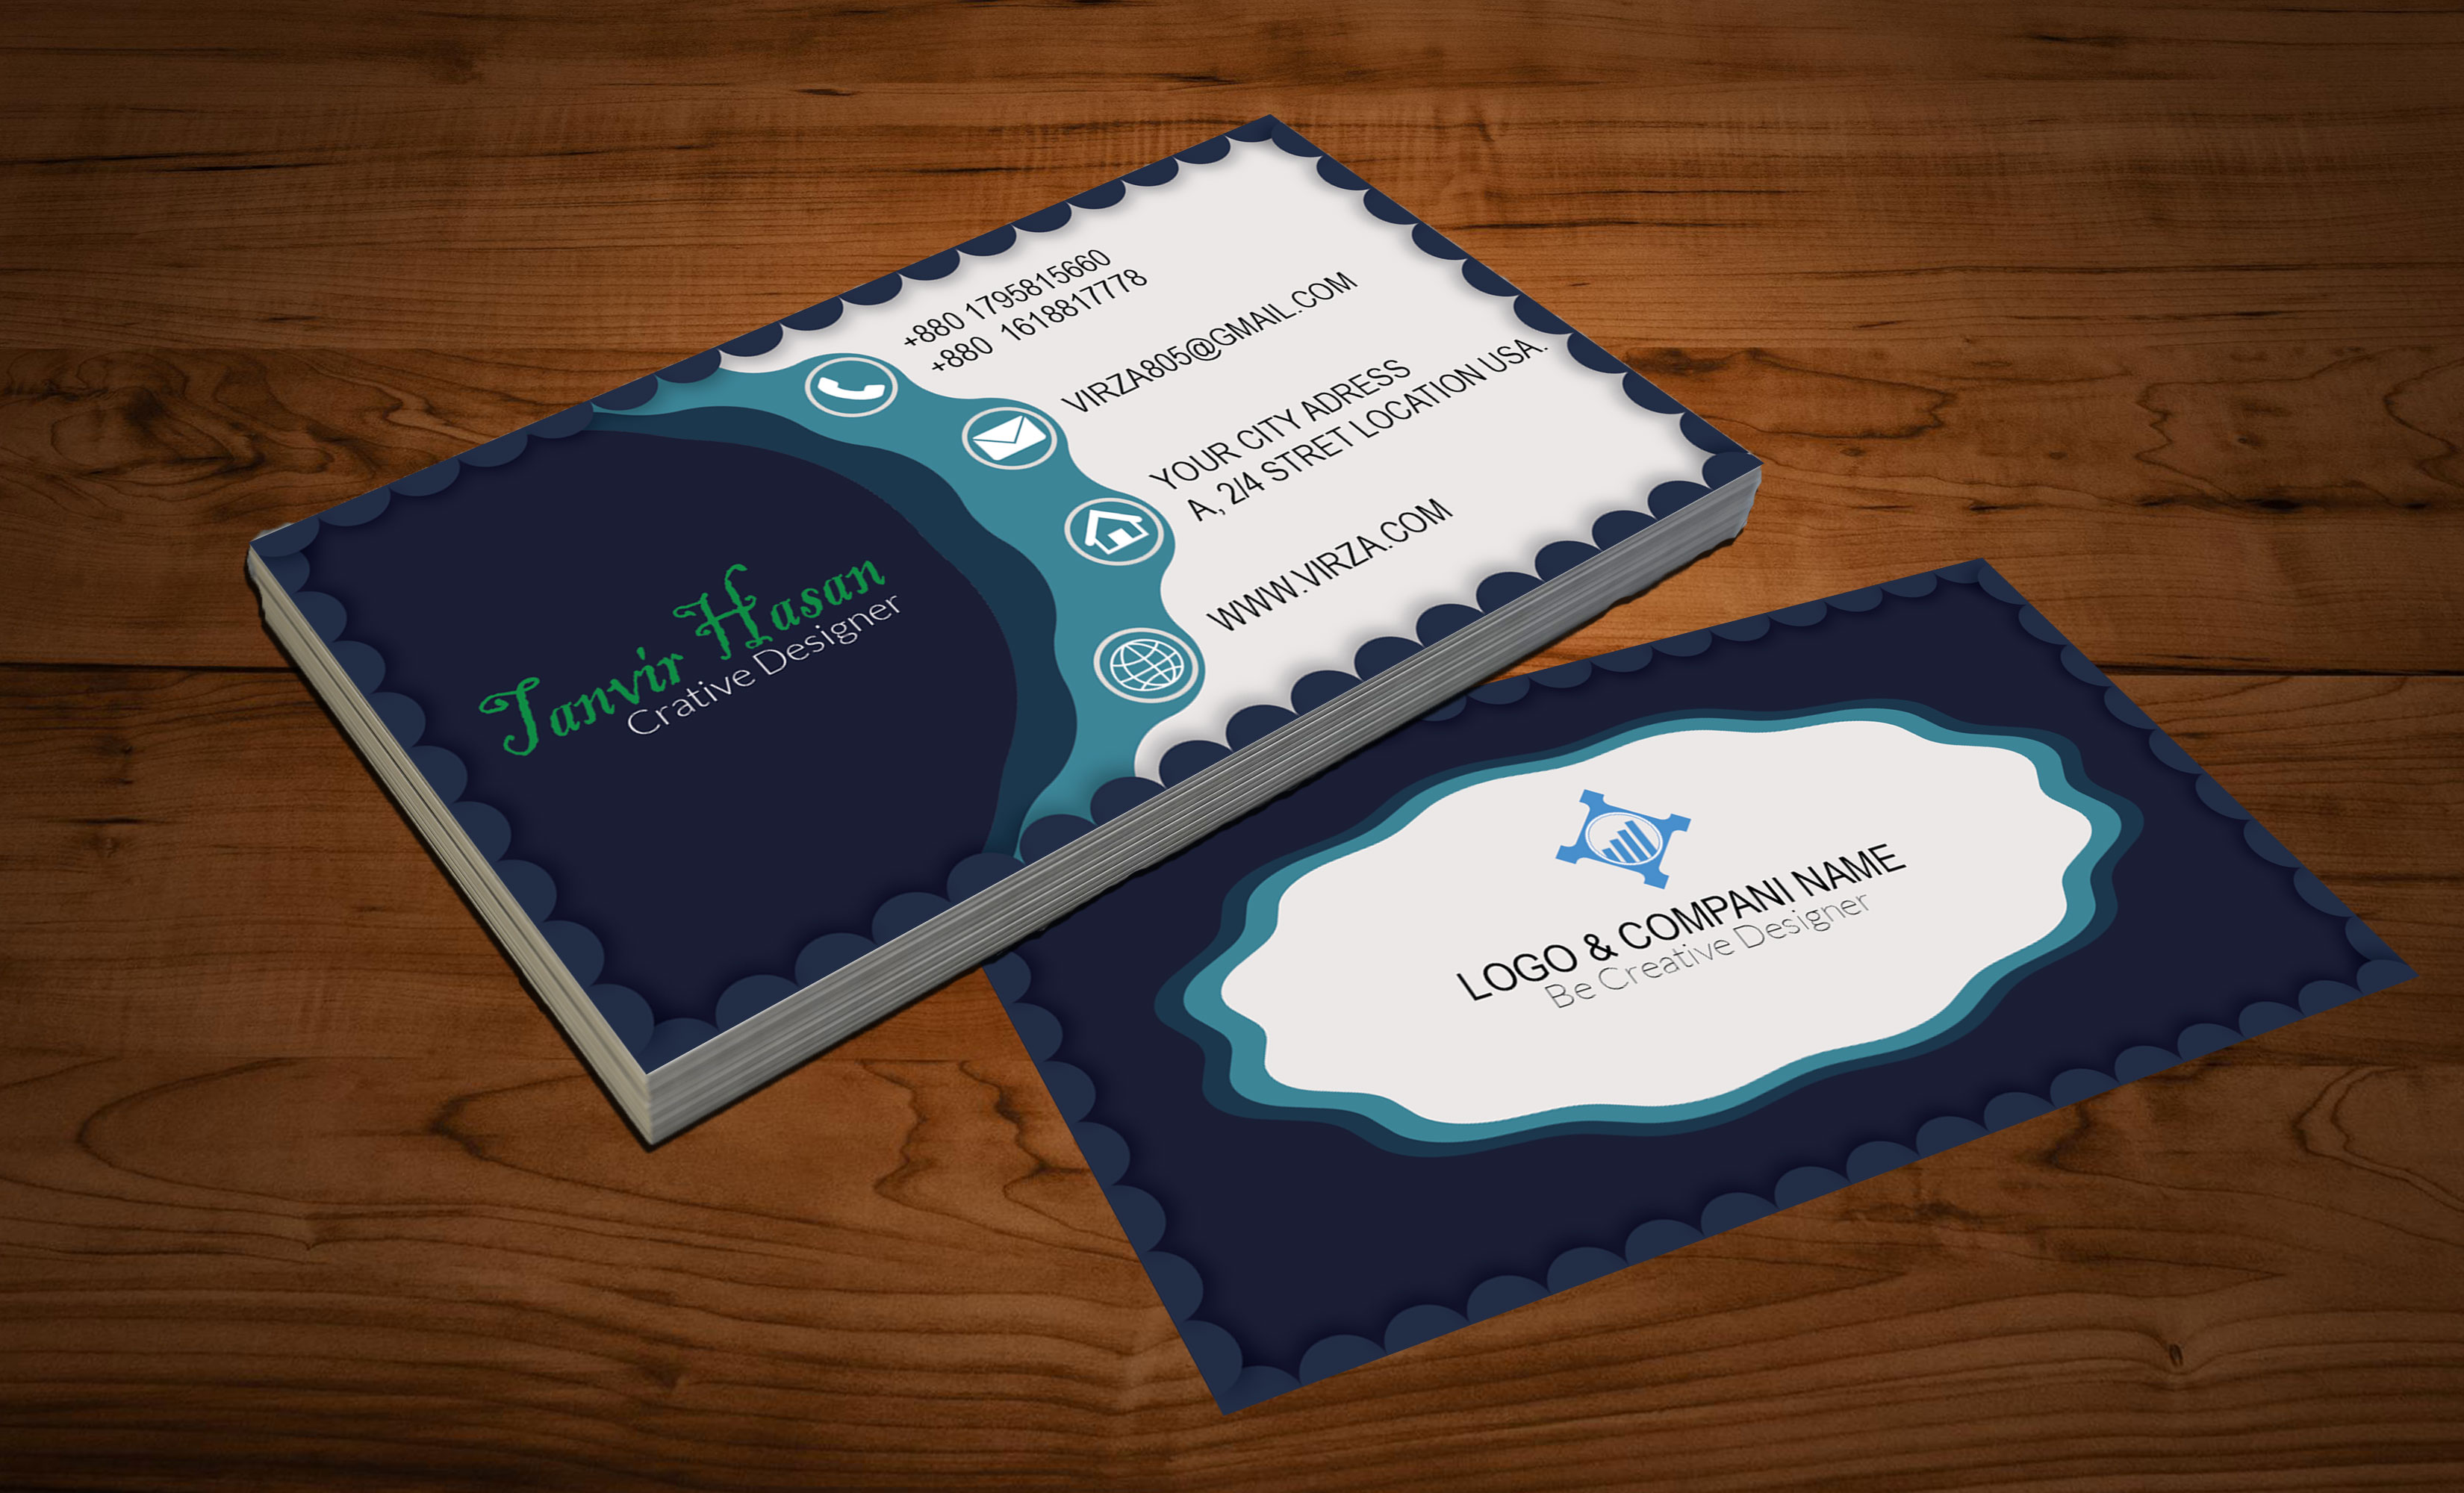 +880 1795815660
+880 1618817778
VIRZA805@GMAIL.COM
YOUR CITY ADRESS
A, 2/4 STRET LOCATION USA.
WWW.VIRZA.COM
Tanvir Hasan
Crative Designer
LOGO & COMPANI NAME
Be Creative Designer